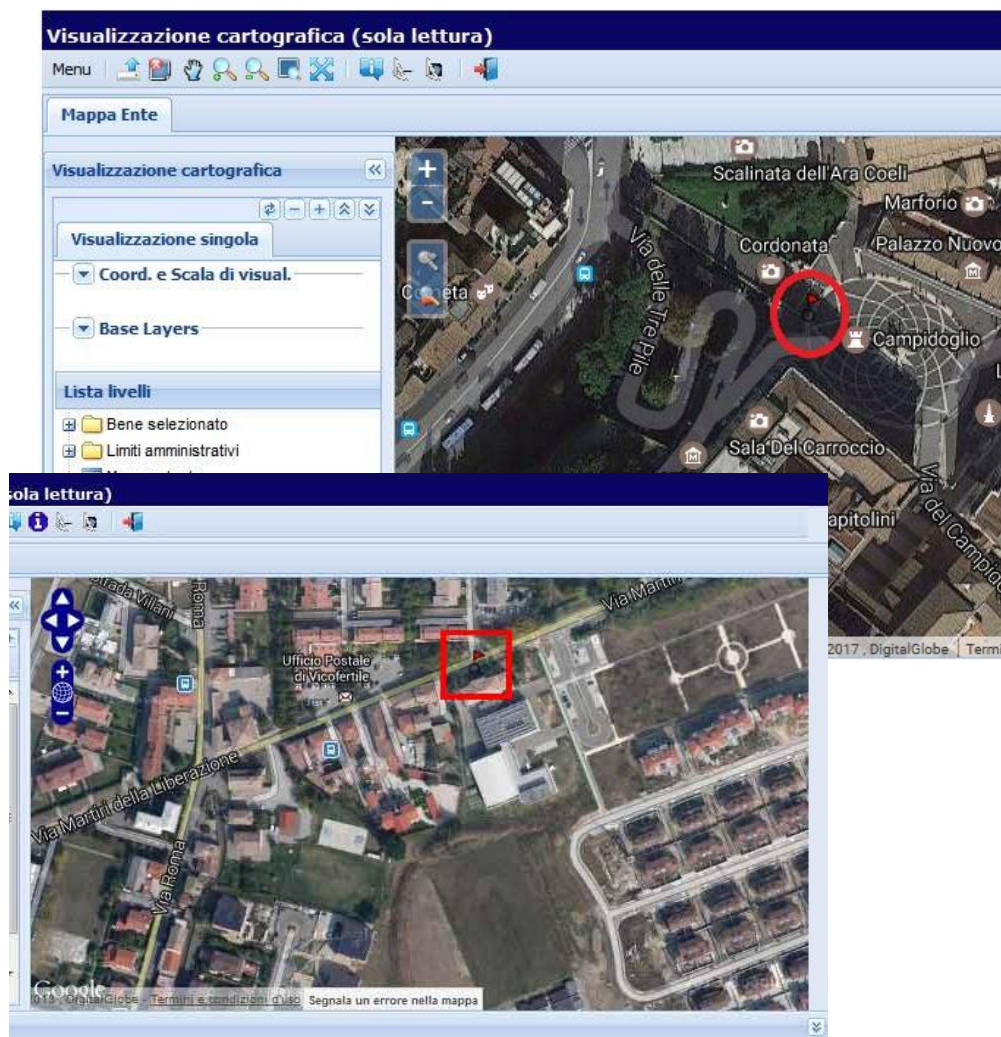 Visualizzazione cartografica (sola lettura)
Menu
Mappa Ente
Visualizzazione cartografica
Visualizzazione singola
Coord. e Scala di visual.
Base Layers
Lista livelli
Bene selezionato
Limiti amministrativi
Scalinata dell'Ara Coeli
Marforio
Cordonata
Palazzo Nuovo
Via delle Tre Pile
Campidoglio
Sala Del Carroccio
apitolini
Via del Campid
2017 , DigitalGlobe
Termi
sola lettura)
Strada Villani
Roma
Via Martiri
Ufficio Postale
di Vicofertile
Via Martiri della Liberazione
Via Roma
Google
013 , DigitalGlobe - Termini e condizioni d'uso
Segnala un errore nella mappa